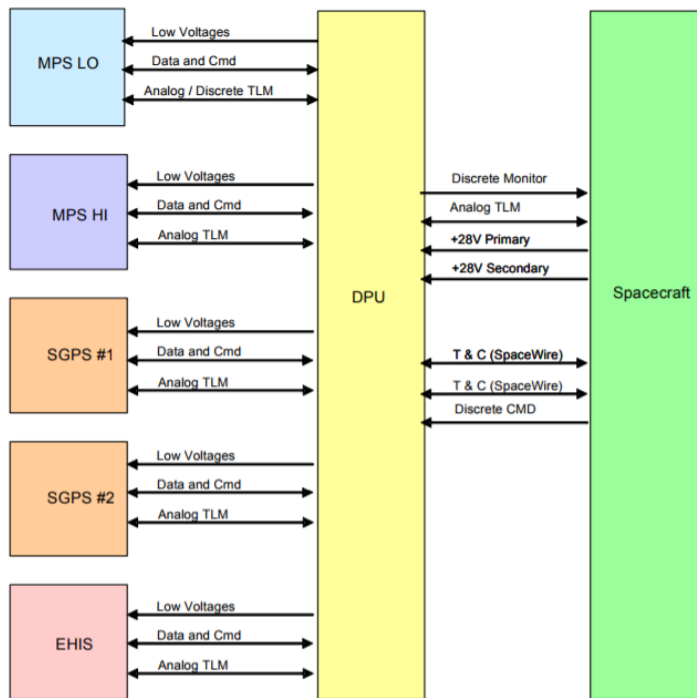 MPS LO
Low Voltages
Data and Cmd
Analog / Discrete TLM
MPS HI
Low Voltages
Data and Cmd
Analog TLM
SGPS #1
Low Voltages
Data and Cmd
Analog TLM
SGPS #2
Low Voltages
Data and Cmd
Analog TLM
EHIS
Low Voltages
Data and Cmd
Analog TLM
DPU
Discrete Monitor
Analog TLM
+28V Primary
+28V Secondary
T & C (SpaceWire)
T & C (SpaceWire)
Discrete CMD
Spacecraft